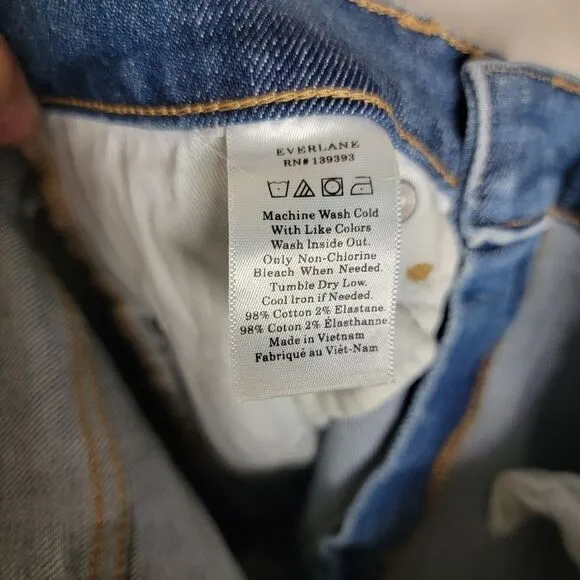 EVERLANE
RN# 139393
Machine Wash Cold
With Like Colors
Wash Inside Out.
Only Non-Chlorine
Bleach When Needed.
Tumble Dry Low.
Cool Iron if Needed.
98% Cotton 2% Elastane.
98% Coton 2% Elasthanne.
Made in Vietnam
Fabriqué au Viêt-Nam